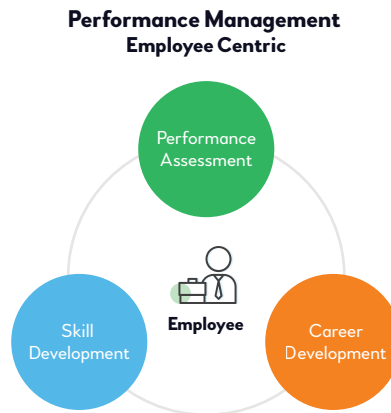 Performance Management
Employee Centric
Performance
Assessment
Employee
Skill
Development
Career
Development